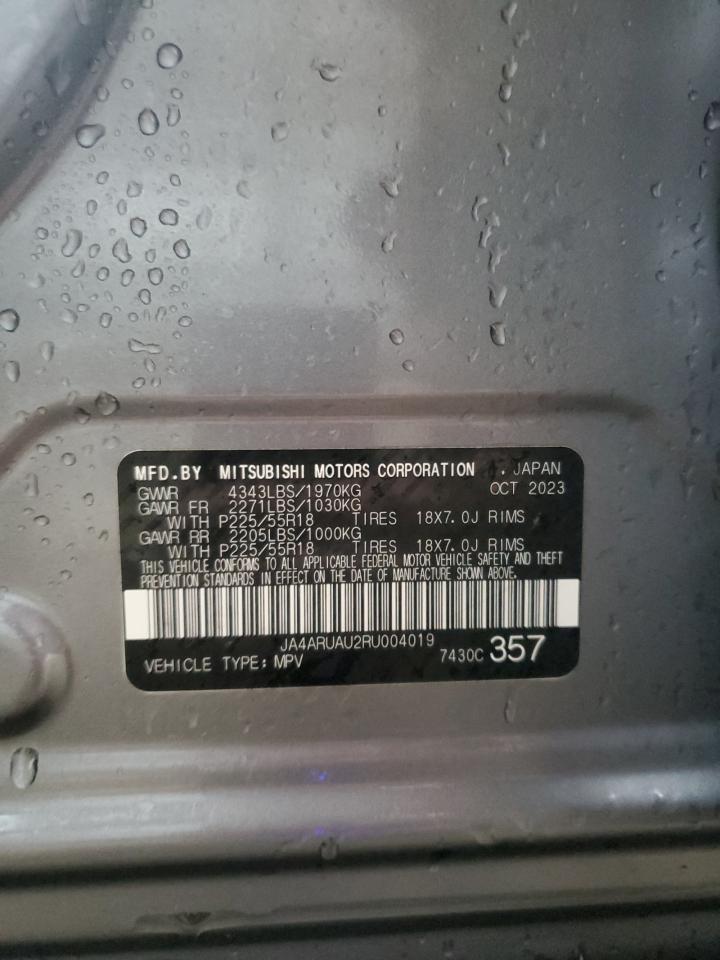 MFD.BY MITSUBISHI MOTORS CORPORATION . JAPAN
GVWR 4343LBS/1970KG OCT 2023
GAWR FR 2271LBS/1030KG
WITH P225/55R18 TIRES 18X7.0J RIMS
GAWR RR 2205LBS/1000KG
WITH P225/55R18 TIRES 18X7.0J RIMS
THIS VEHICLE CONFORMS TO ALL APPLICABLE FEDERAL MOTOR VEHICLE SAFETY AND THEFT
PREVENTION STANDARDS IN EFFECT ON THE DATE OF MANUFACTURE SHOWN ABOVE.
JA4ARUAU2RU004019
VEHICLE TYPE: MPV 7430C 357